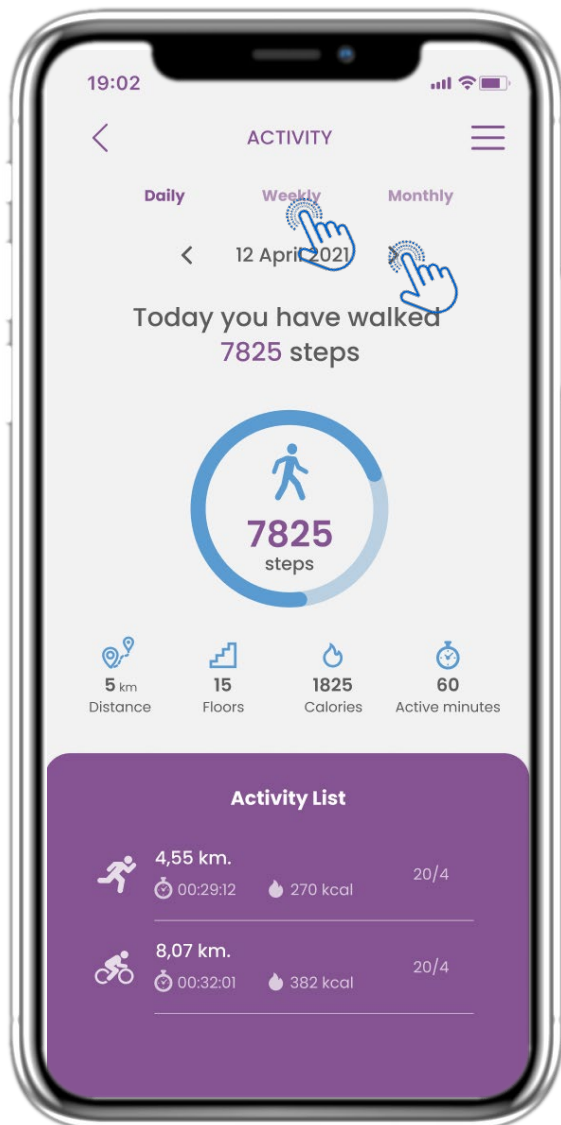 19:02
ACTIVITY
Daily Weekly Monthly
12 April 2021
Today you have walked
7825 steps
7825
steps
5 km 15 1825 60
Distance Floors Calories Active minutes
Activity List
4,55 km.
00:29:12 270 kcal 20/4
8,07 km.
00:32:01 382 kcal 20/4